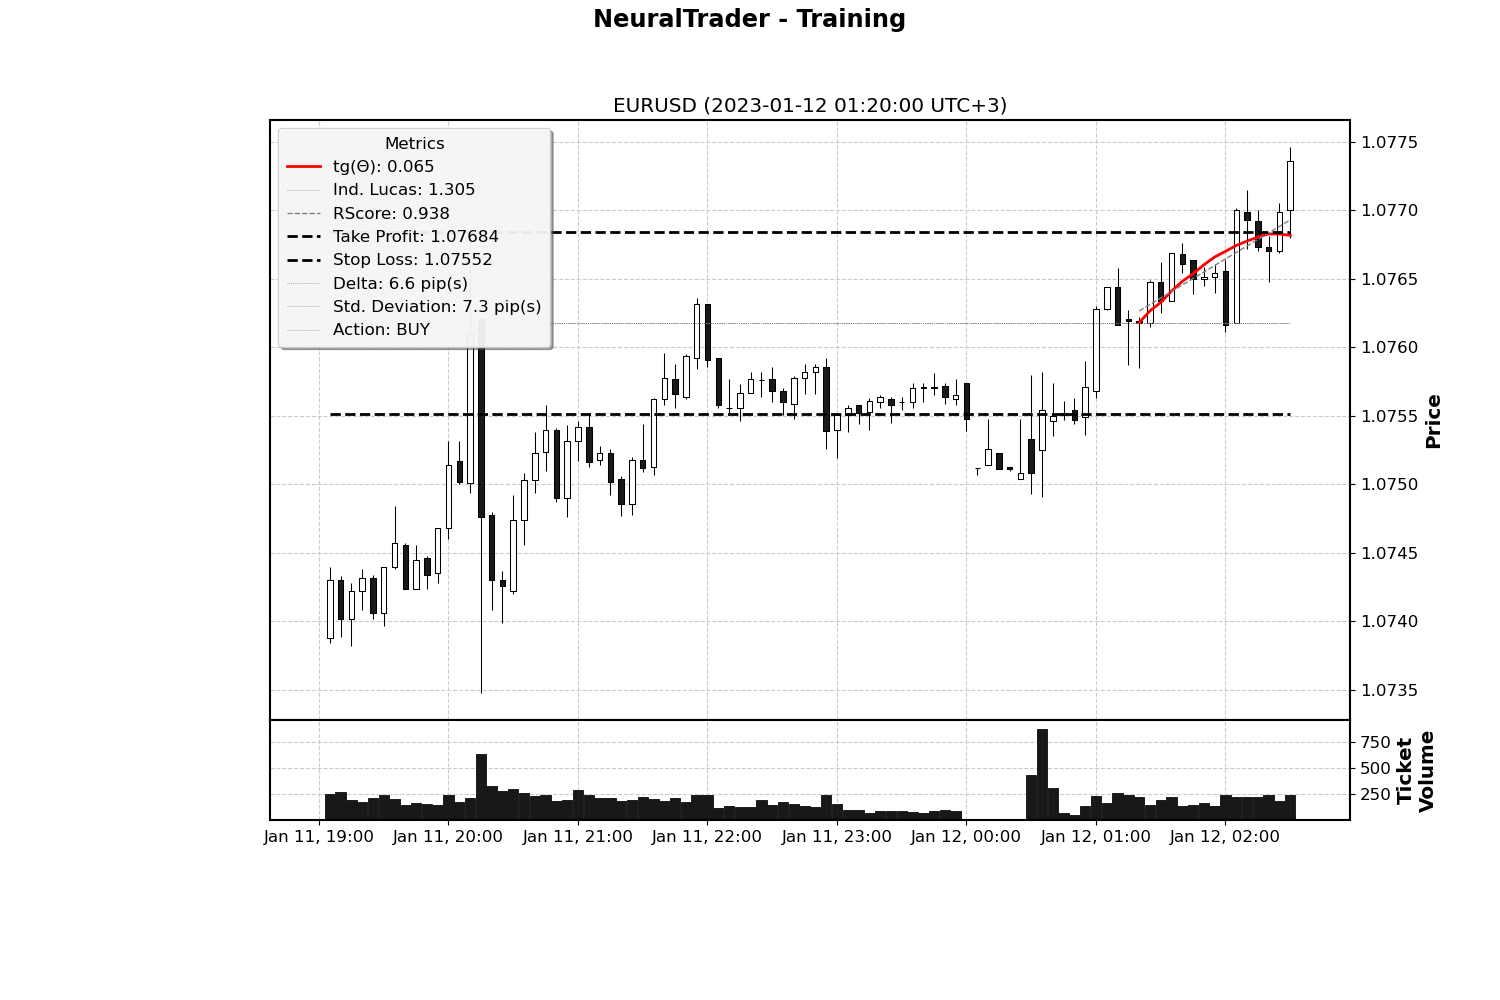 NeuralTrader - Training
EURUSD (2023-01-12 01:20:00 UTC+3)
Metrics
tg(Θ): 0.065
Ind. Lucas: 1.305
RScore: 0.938
Take Profit: 1.07684
Stop Loss: 1.07552
Delta: 6.6 pip(s)
Std. Deviation: 7.3 pip(s)
Action: BUY
1.0775
1.0770
1.0765
1.0760
1.0755
1.0750
1.0745
1.0740
1.0735
Price
750
500
250
Ticket
Volume
Jan 11, 19:00
Jan 11, 20:00
Jan 11, 21:00
Jan 11, 22:00
Jan 11, 23:00
Jan 12, 00:00
Jan 12, 01:00
Jan 12, 02:00